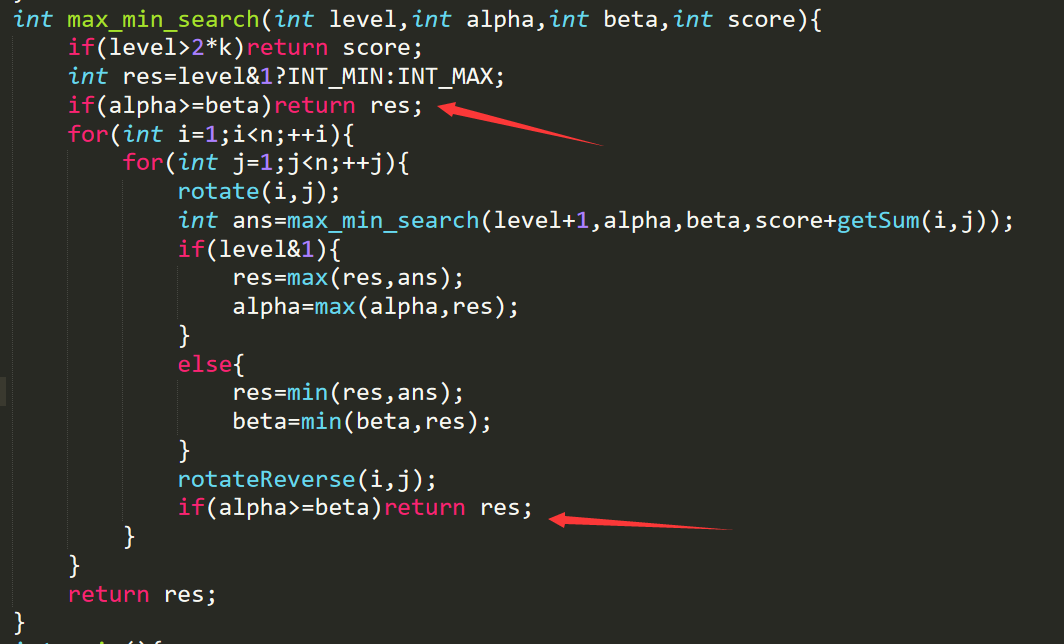 int max_min_search(int level,int alpha,int beta,int score){
if(level>2*k)return score;
int res=level&1?INT_MIN:INT_MAX;
if(alpha>=beta)return res;
for(int i=1;i<n;++i){
for(int j=1;j<n;++j){
rotate(i,j);
int ans=max_min_search(level+1,alpha,beta,score+getSum(i,j));
if(level&1){
res=max(res,ans);
alpha=max(alpha,res);
}
else{
res=min(res,ans);
beta=min(beta,res);
}
rotateReverse(i,j);
if(alpha>=beta)return res;
}
}
return res;
}